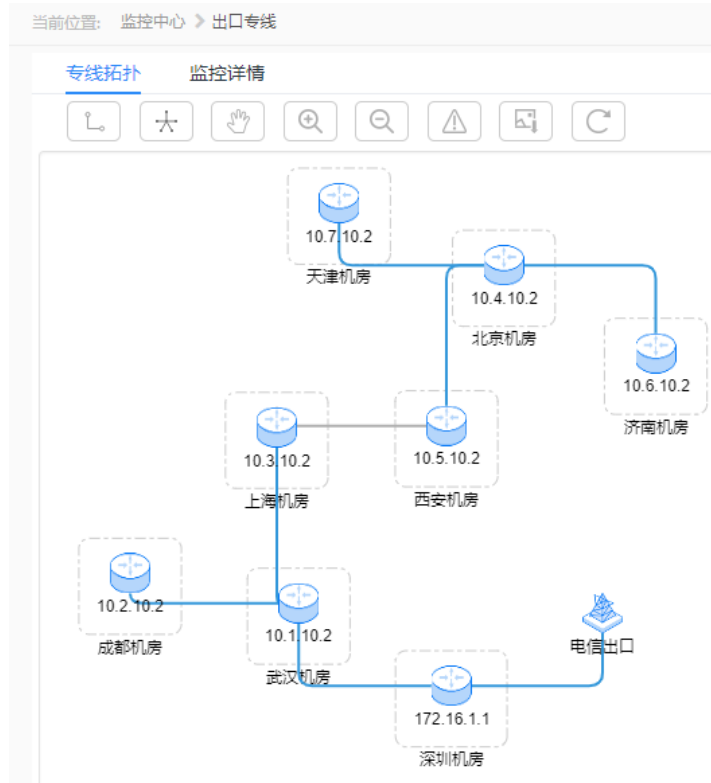 当前位置: 监控中心 > 出口专线
专线拓扑 监控详情
10.7.10.2
天津机房
10.4.10.2
北京机房
10.6.10.2
济南机房
10.3.10.2
上海机房
10.5.10.2
西安机房
10.2.10.2
成都机房
10.1.10.2
武汉机房
电信出口
172.16.1.1
深圳机房